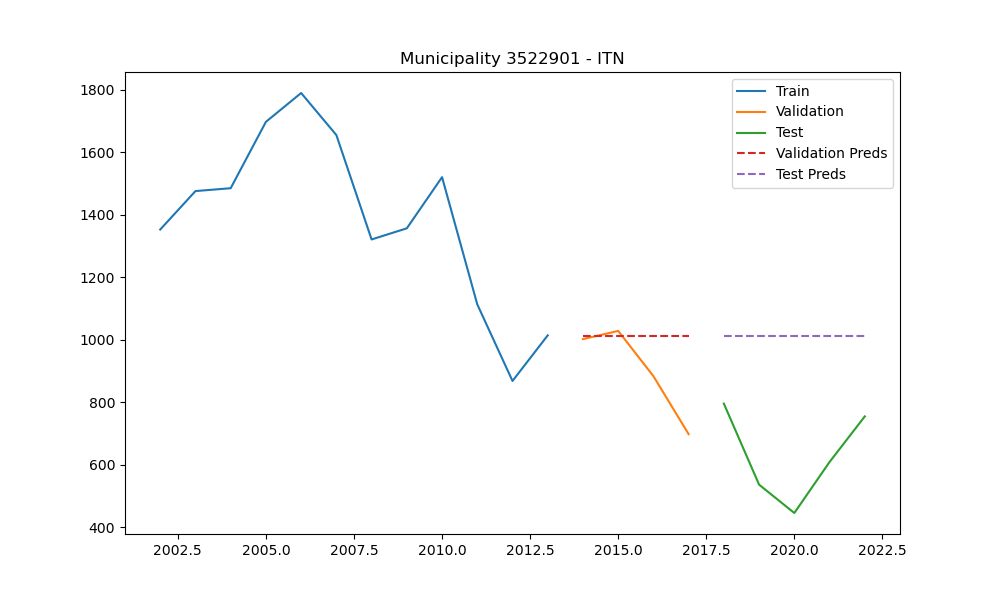 Municipality 3522901 - ITN
Train
Validation
Test
Validation Preds
Test Preds
1800
1600
1400
1200
1000
800
600
400
2002.5 2005.0 2007.5 2010.0 2012.5 2015.0 2017.5 2020.0 2022.5